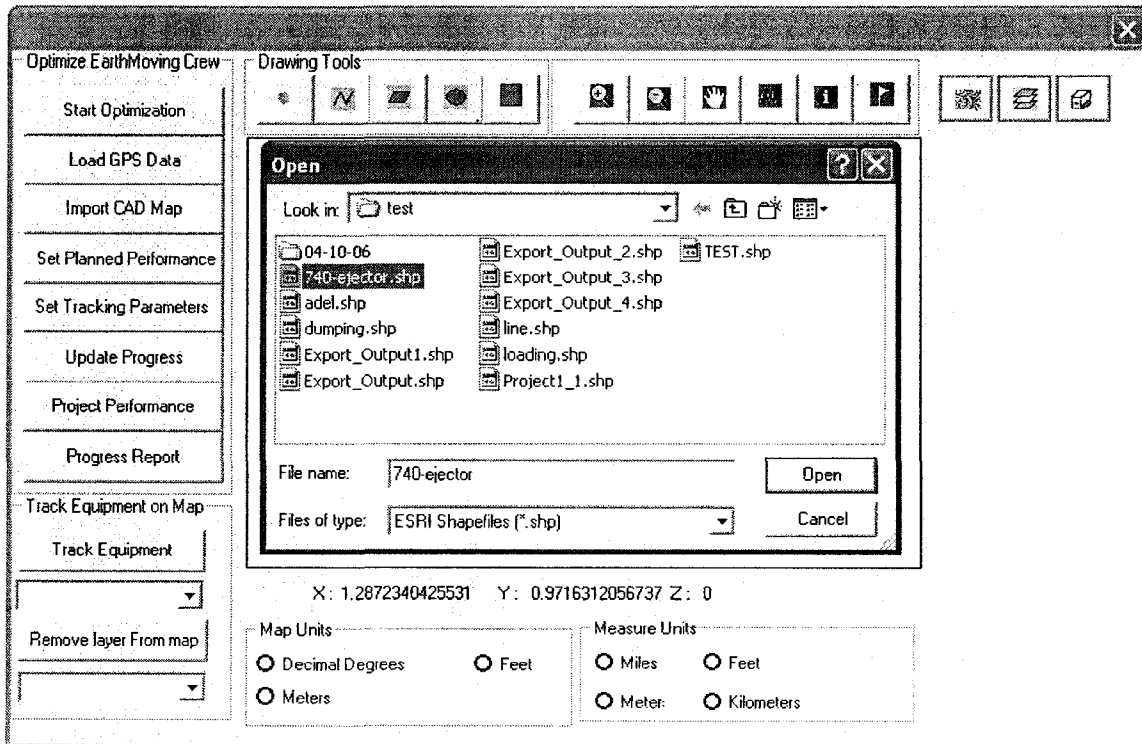 Optimize EarthMoving Crew
Start Optimization
Load GPS Data
Import CAD Map
Set Planned Performance
Set Tracking Parameters
Update Progress
Project Performance
Progress Report
Track Equipment on Map
Track Equipment
Remove layer From map
Drawing Tools
Open
Look in: test
04-10-06
740-ejector.shp
adel.shp
dumping.shp
Export_Output1.shp
Export_Output.shp
Export_Output_2.shp
Export_Output_3.shp
Export_Output_4.shp
line.shp
loading.shp
Project1_1.shp
TEST.shp
File name: 740-ejector
Open
Files of type: ESRI Shapefiles (*.shp)
Cancel
X: 1.2872340425531 Y: 0.9716312056737 Z: 0
Map Units
Decimal Degrees Feet
Meters
Measure Units
Miles Feet
Meter: Kilometers